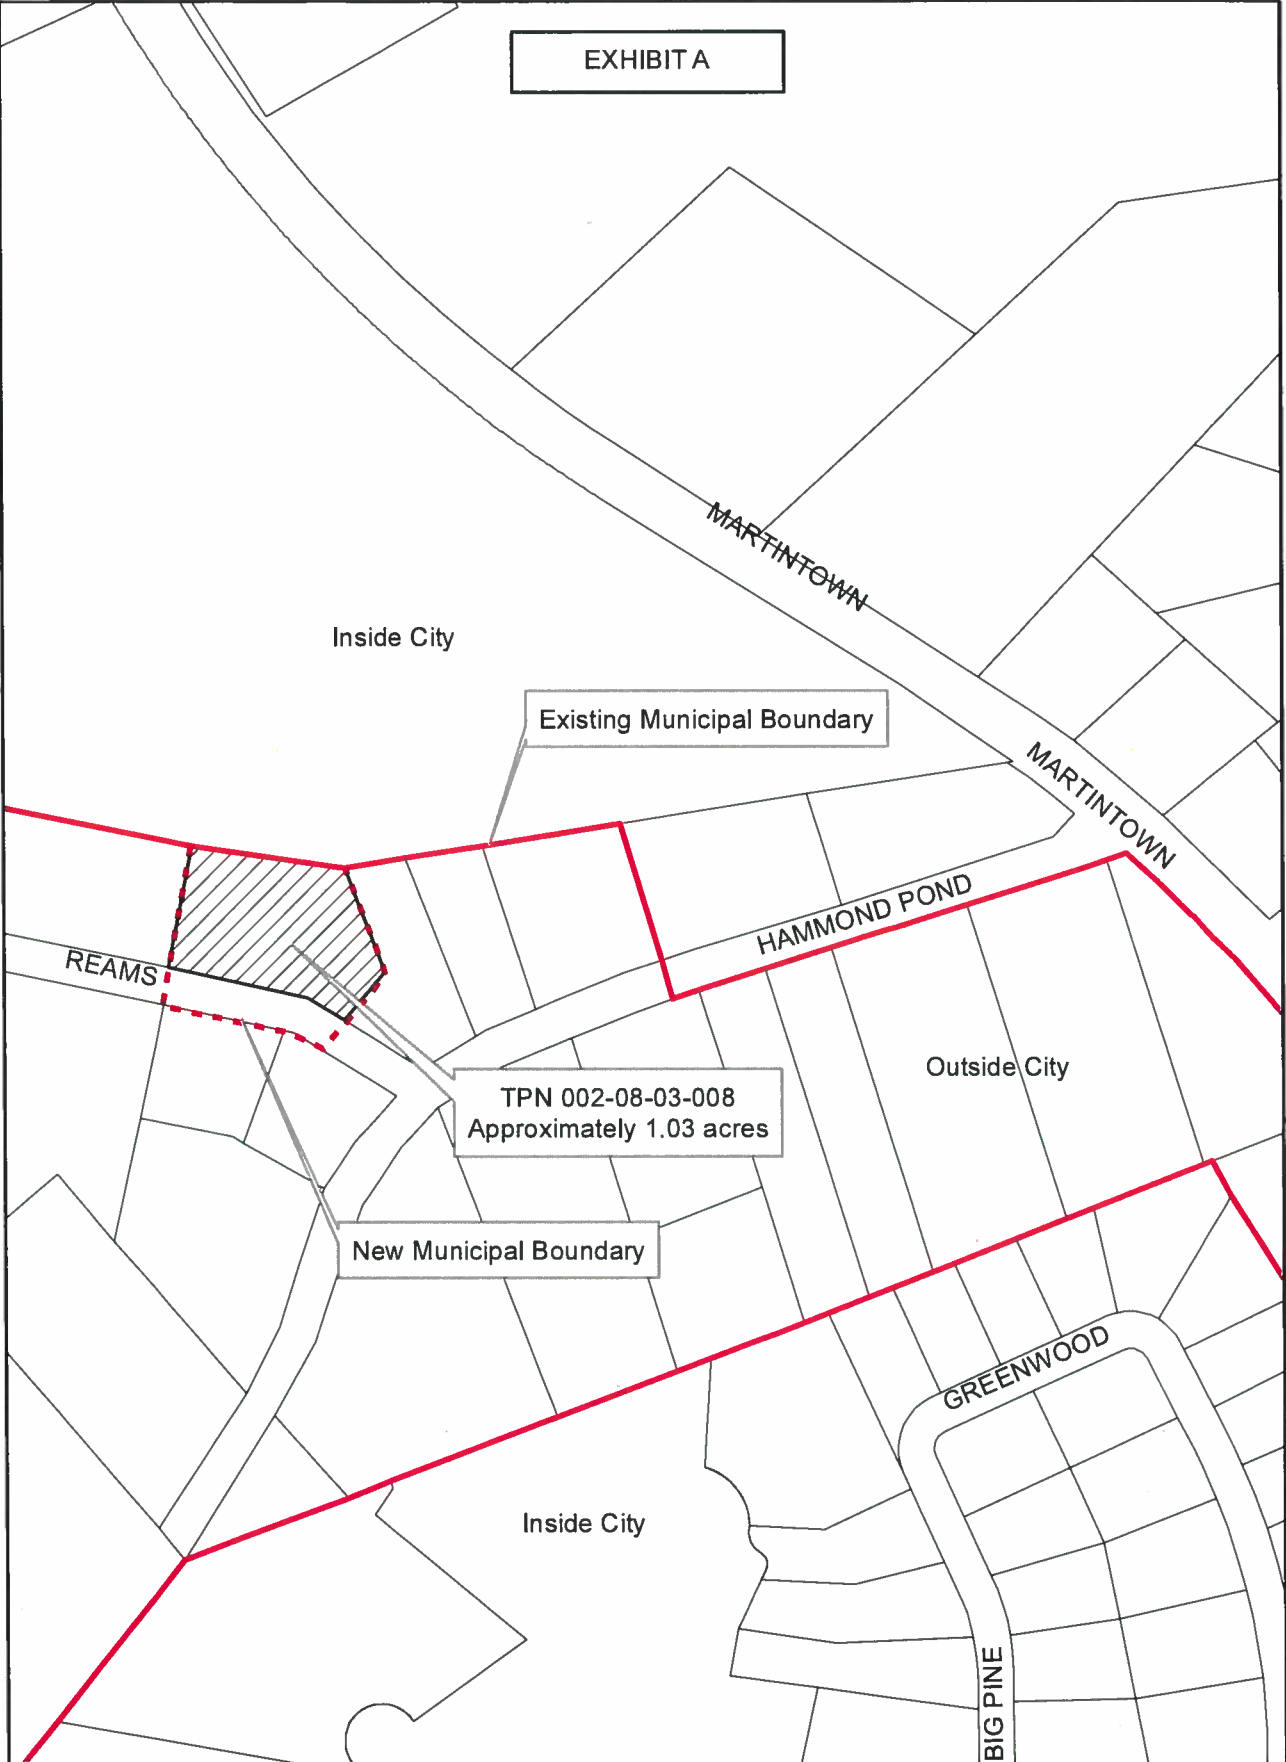 EXHIBIT A
MARTINTOWN
Inside City
Existing Municipal Boundary
MARTINTOWN
HAMMOND POND
REAMS
Outside City
TPN 002-08-03-008
Approximately 1.03 acres
New Municipal Boundary
GREENWOOD
Inside City
BIG PINE